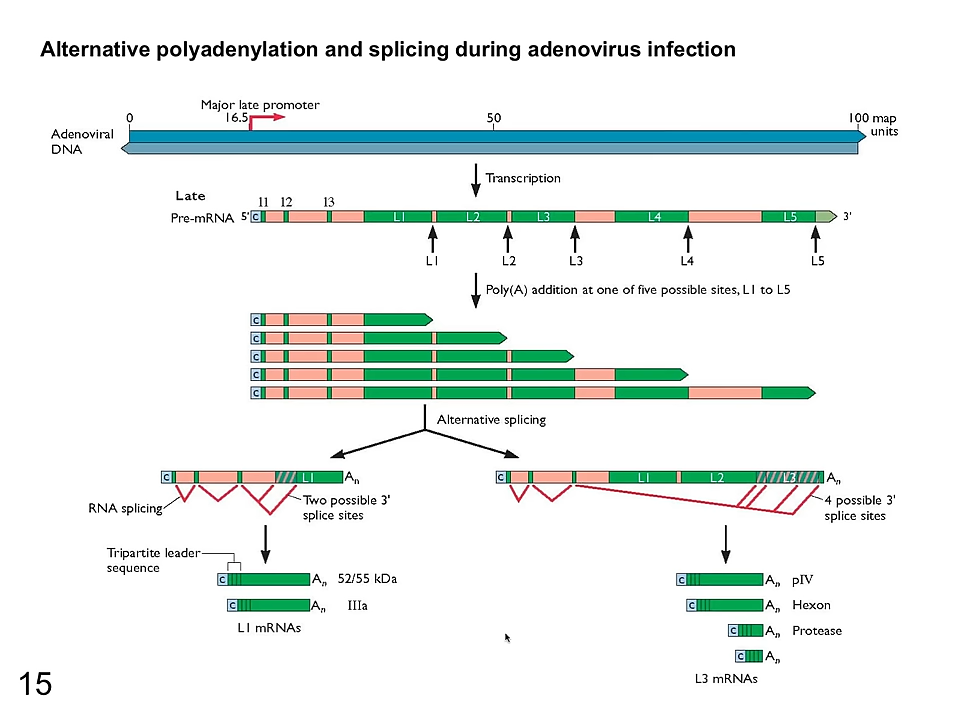 Alternative polyadenylation and splicing during adenovirus infection
Major late promoter
0
16.5
50
100 map
units
Adenoviral
DNA
Transcription
Late
Pre-mRNA
5'
C
11
12
13
L1
L2
L3
L4
L5
3'
L1
L2
L3
L4
L5
Poly(A) addition at one of five possible sites, L1 to L5
C
C
C
C
C
Alternative splicing
C
L1
An
C
L1
L2
L3
An
RNA splicing
Two possible 3'
splice sites
4 possible 3'
splice sites
Tripartite leader
sequence
C
An
52/55 kDa
C
An
IIIa
L1 mRNAs
C
An
pIV
C
An
Hexon
C
An
Protease
C
An
L3 mRNAs
15